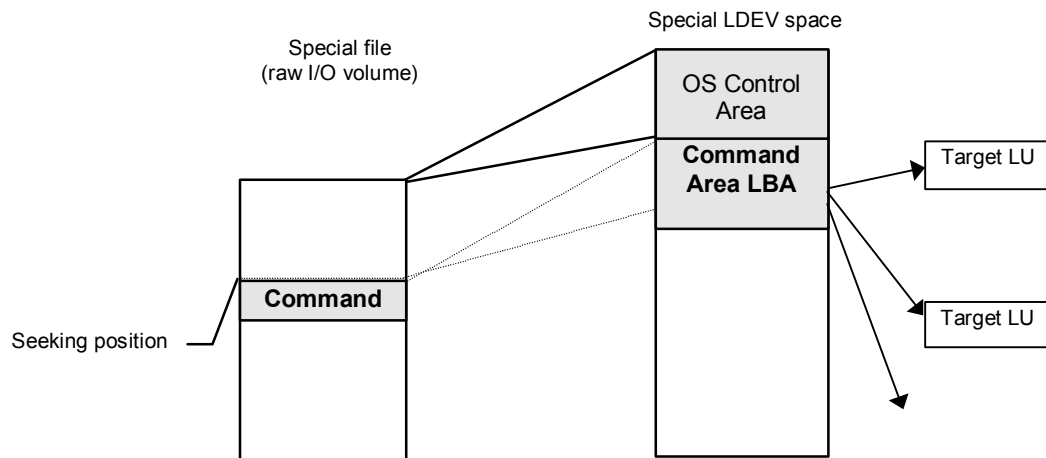 Special LDEV space
Special file
(raw I/O volume)
OS Control
Area
Command
Area LBA
Target LU
Command
Target LU
Seeking position